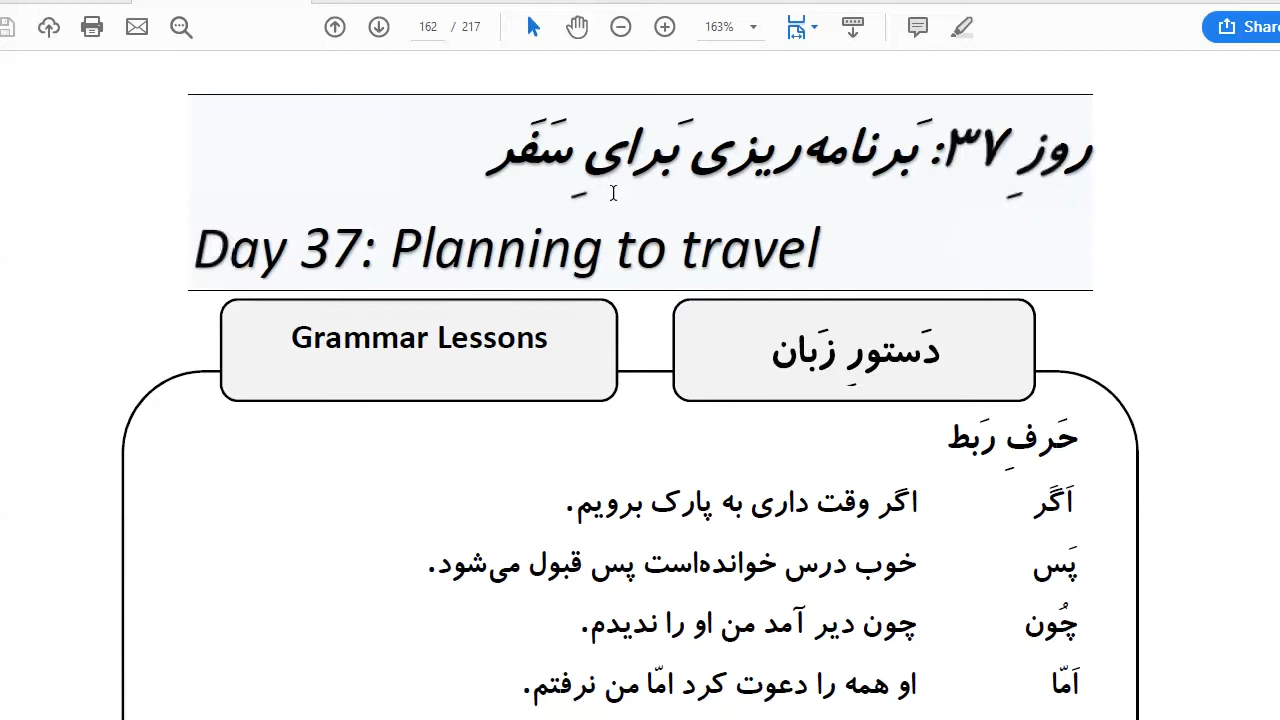 162 / 217
163%
Shar
روزِ ۳۷: بَرنامه‌ریزی بَرایِ سَفَر
Day 37: Planning to travel
Grammar Lessons
دَستورِ زَبان
حَرفِ رَبط
اَگَر اگر وقت داری به پارک برویم.
پَس خوب درس خوانده‌است پس قبول می‌شود.
چُون چون دیر آمد من او را ندیدم.
اَمّا او همه را دعوت کرد امّا من نرفتم.